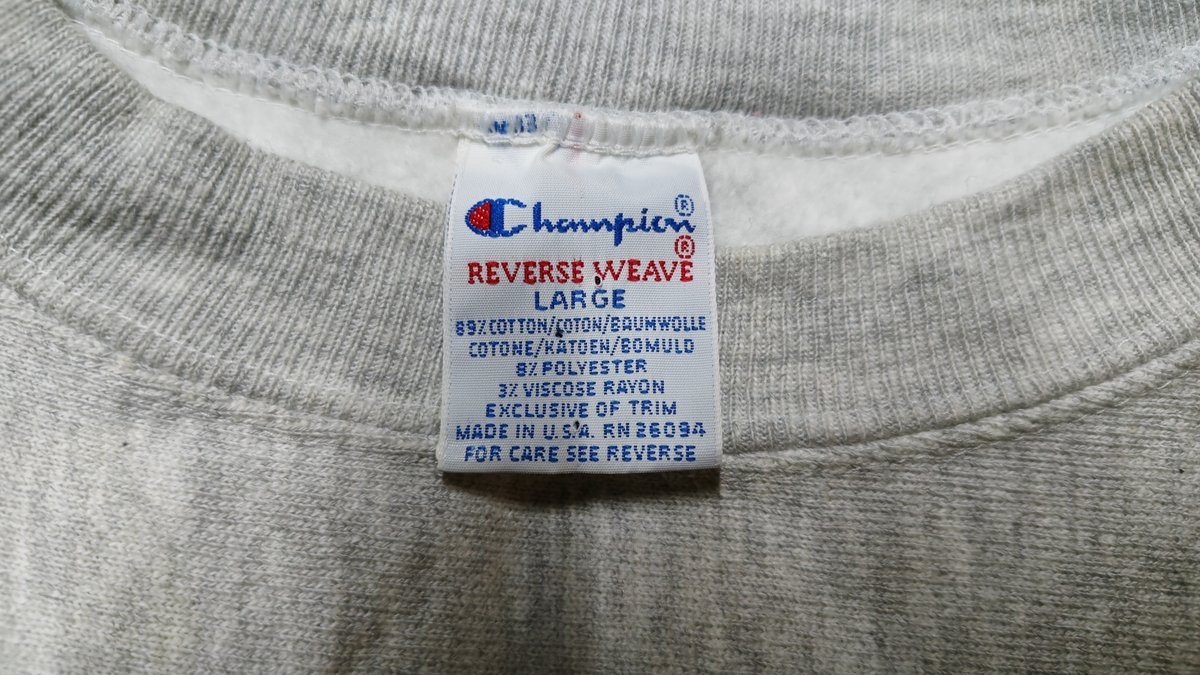 Champion®
REVERSE WEAVE®
LARGE
89% COTTON/COTON/BAUMWOLLE
COTONE/KATOEN/BOMULD
8% POLYESTER
3% VISCOSE RAYON
EXCLUSIVE OF TRIM
MADE IN U.S.A. RN 26094
FOR CARE SEE REVERSE